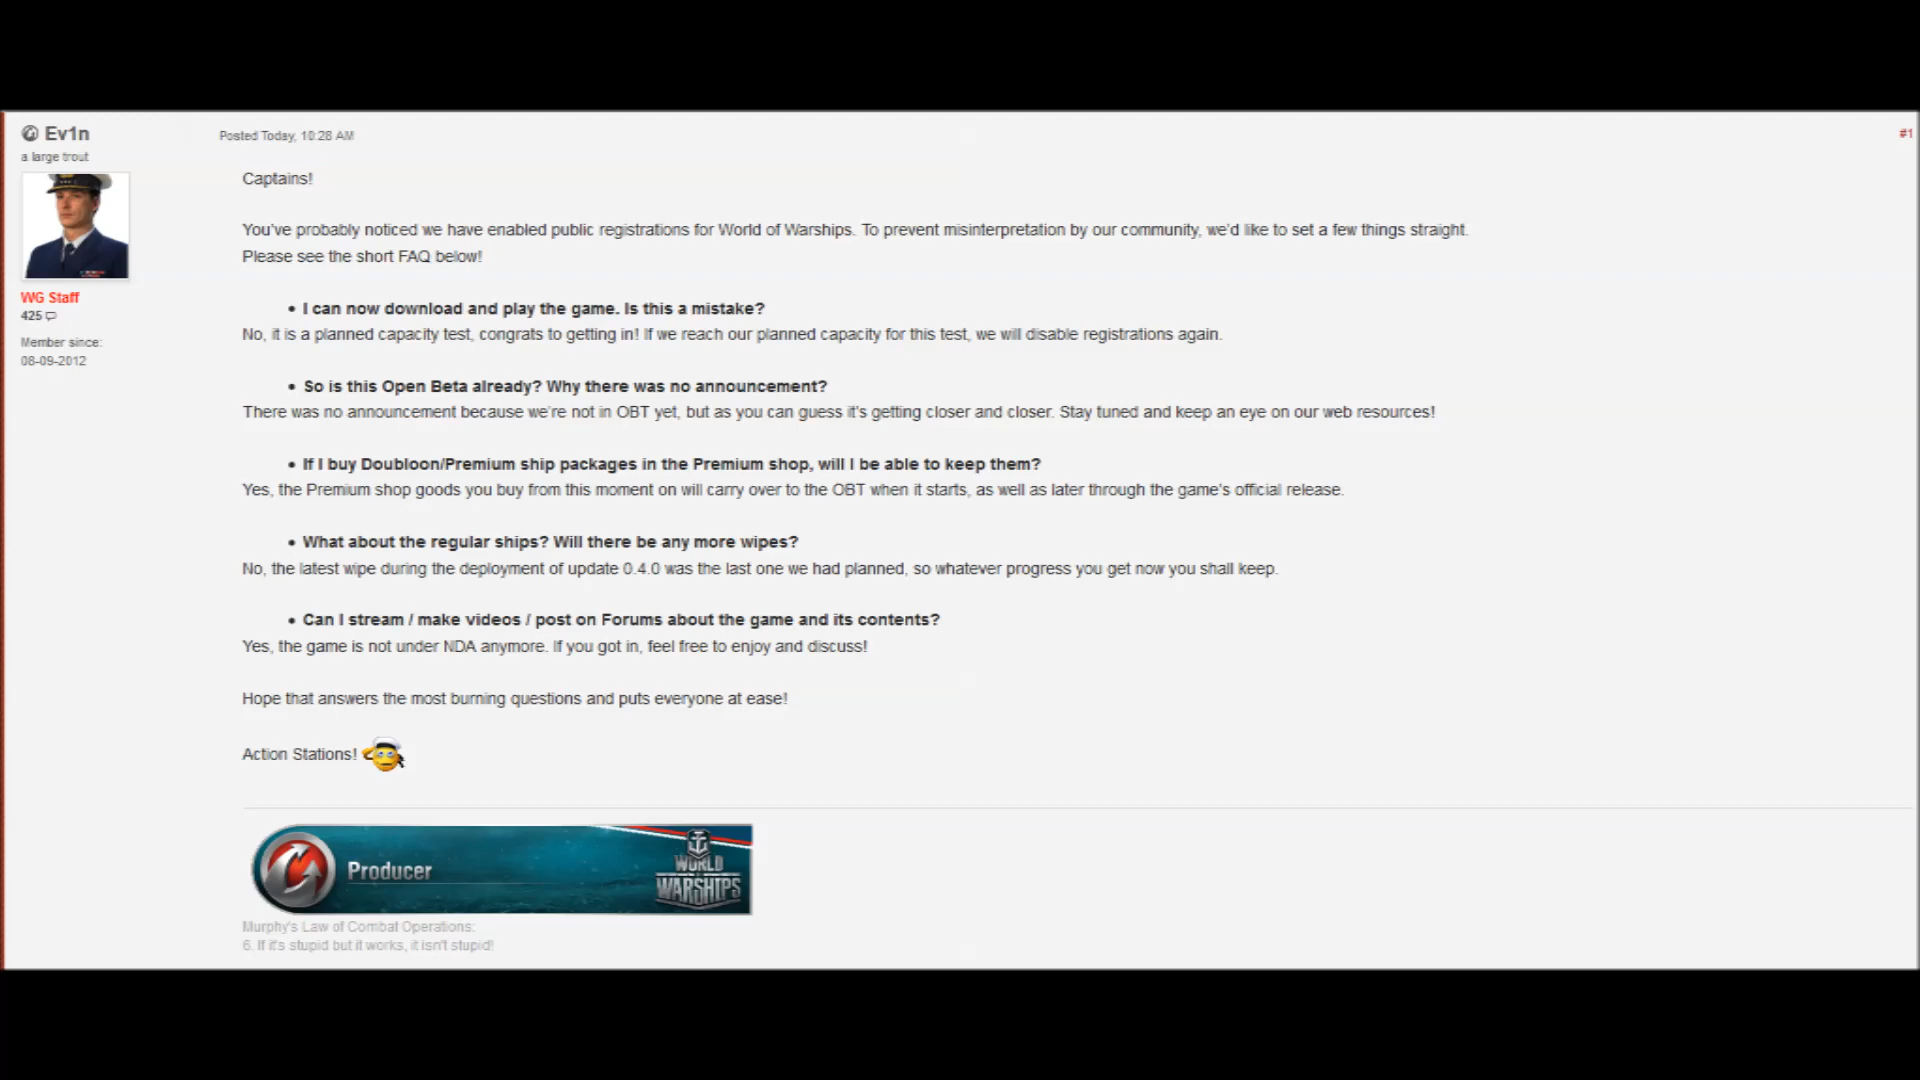 Ev1n
a large trout
WG Staff
425
Member since:
08-09-2012
Posted Today, 10:28 AM
#1
Captains!
You've probably noticed we have enabled public registrations for World of Warships. To prevent misinterpretation by our community, we'd like to set a few things straight.
Please see the short FAQ below!
• I can now download and play the game. Is this a mistake?
No, it is a planned capacity test, congrats to getting in! If we reach our planned capacity for this test, we will disable registrations again.
• So is this Open Beta already? Why there was no announcement?
There was no announcement because we're not in OBT yet, but as you can guess it's getting closer and closer. Stay tuned and keep an eye on our web resources!
• If I buy Doubloon/Premium ship packages in the Premium shop, will I be able to keep them?
Yes, the Premium shop goods you buy from this moment on will carry over to the OBT when it starts, as well as later through the game's official release.
• What about the regular ships? Will there be any more wipes?
No, the latest wipe during the deployment of update 0.4.0 was the last one we had planned, so whatever progress you get now you shall keep.
• Can I stream / make videos / post on Forums about the game and its contents?
Yes, the game is not under NDA anymore. If you got in, feel free to enjoy and discuss!
Hope that answers the most burning questions and puts everyone at ease!
Action Stations!
Producer
WORLD
WARSHIPS
Murphy's Law of Combat Operations:
6. If it's stupid but it works, it isn't stupid!